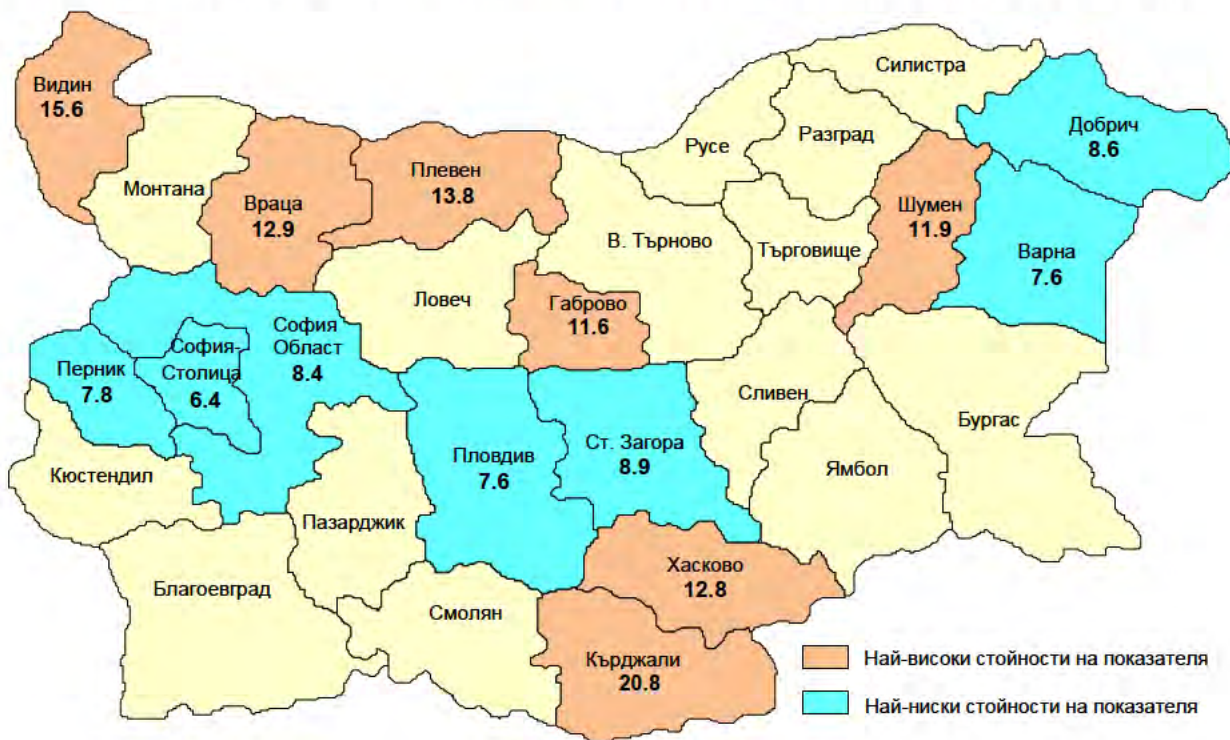 Видин
15.6
Монтана
Враца
12.9
Плевен
13.8
Ловеч
Габрово
11.6
В. Търново
Русе
Силистра
Разград
Търговище
Шумен
11.9
Добрич
8.6
Варна
7.6
Перник
7.8
София-
Столица
6.4
София
Област
8.4
Кюстендил
Благоевград
Пазарджик
Пловдив
7.6
Смолян
Ст. Загора
8.9
Сливен
Ямбол
Бургас
Хасково
12.8
Кърджали
20.8
Най-високи стойности на показателя
Най-ниски стойности на показателя